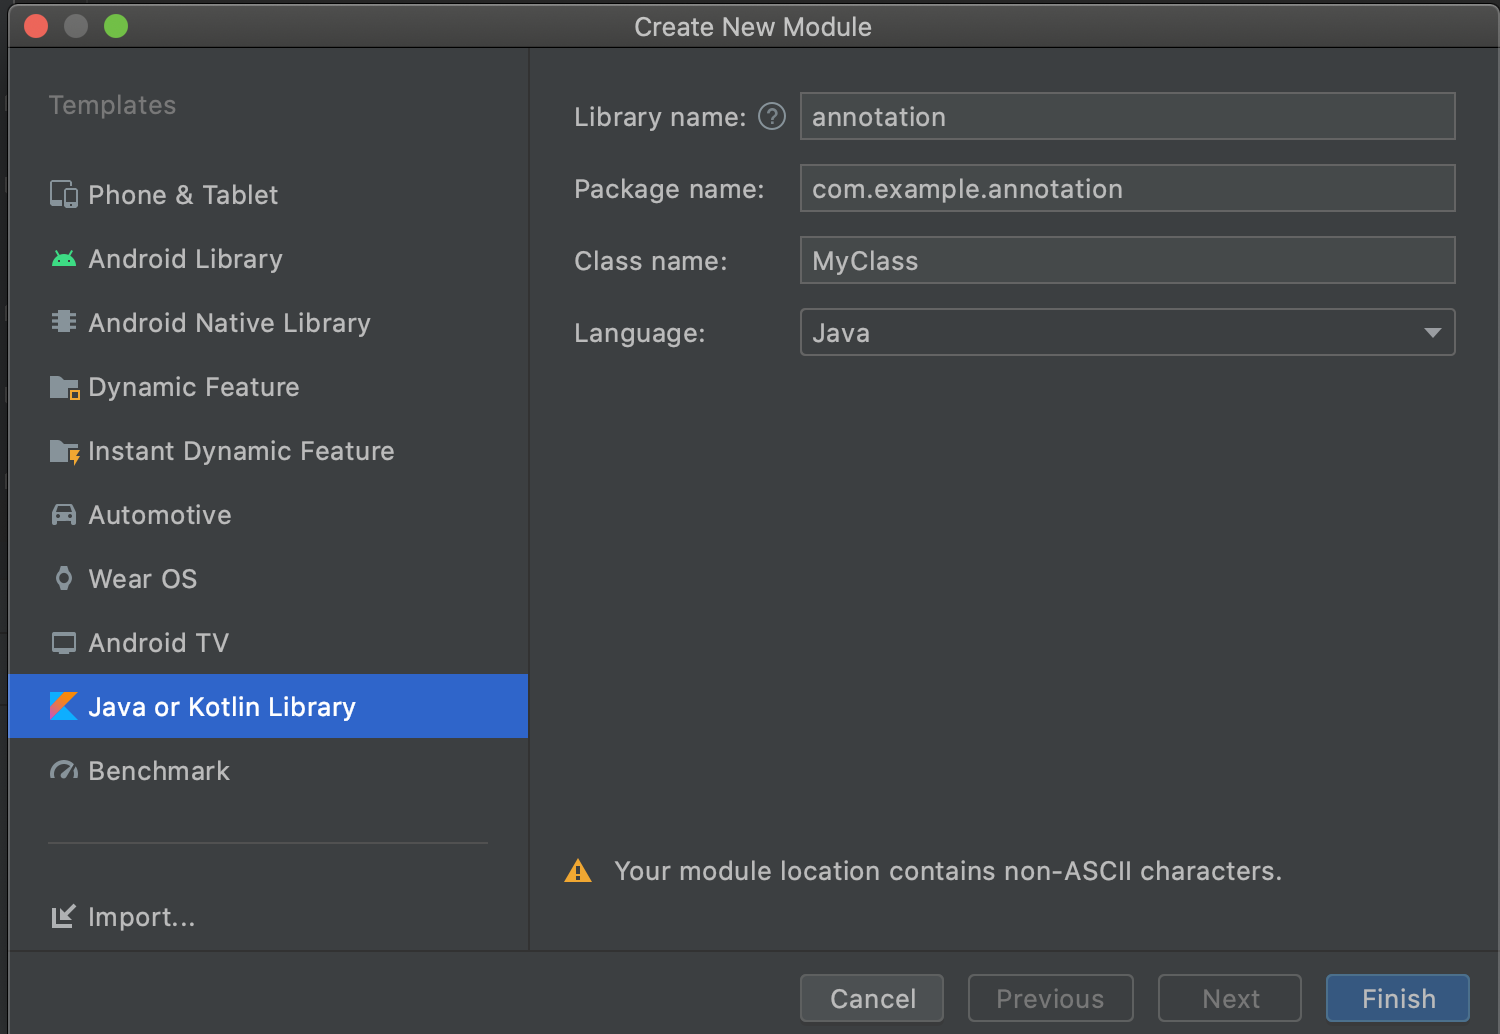 Create New Module
Templates
Phone & Tablet
Android Library
Android Native Library
Dynamic Feature
Instant Dynamic Feature
Automotive
Wear OS
Android TV
Java or Kotlin Library
Benchmark
Import...
Library name: ? annotation
Package name: com.example.annotation
Class name: MyClass
Language: Java
Your module location contains non-ASCII characters.
Cancel Previous Next Finish